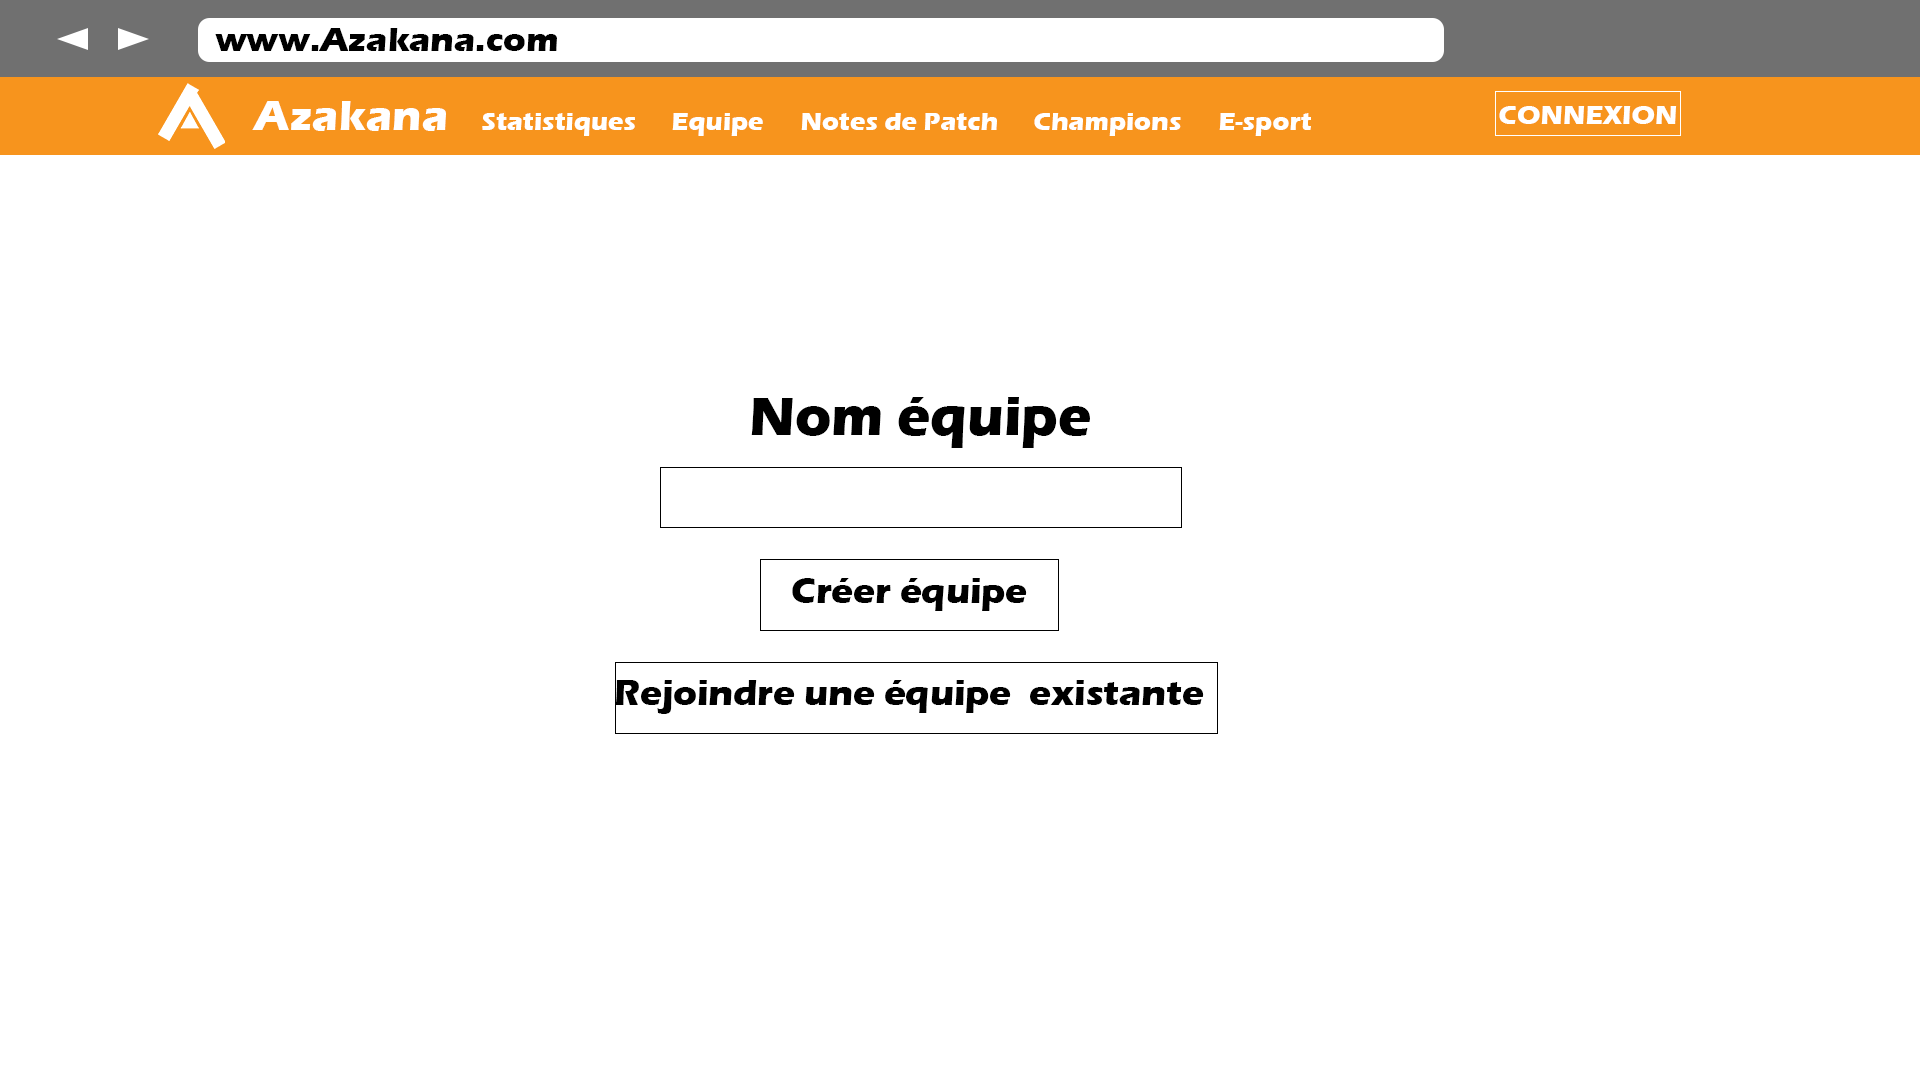 www.Azakana.com
Azakana Statistiques Equipe Notes de Patch Champions E-sport CONNEXION
Nom équipe
Créer équipe
Rejoindre une équipe existante